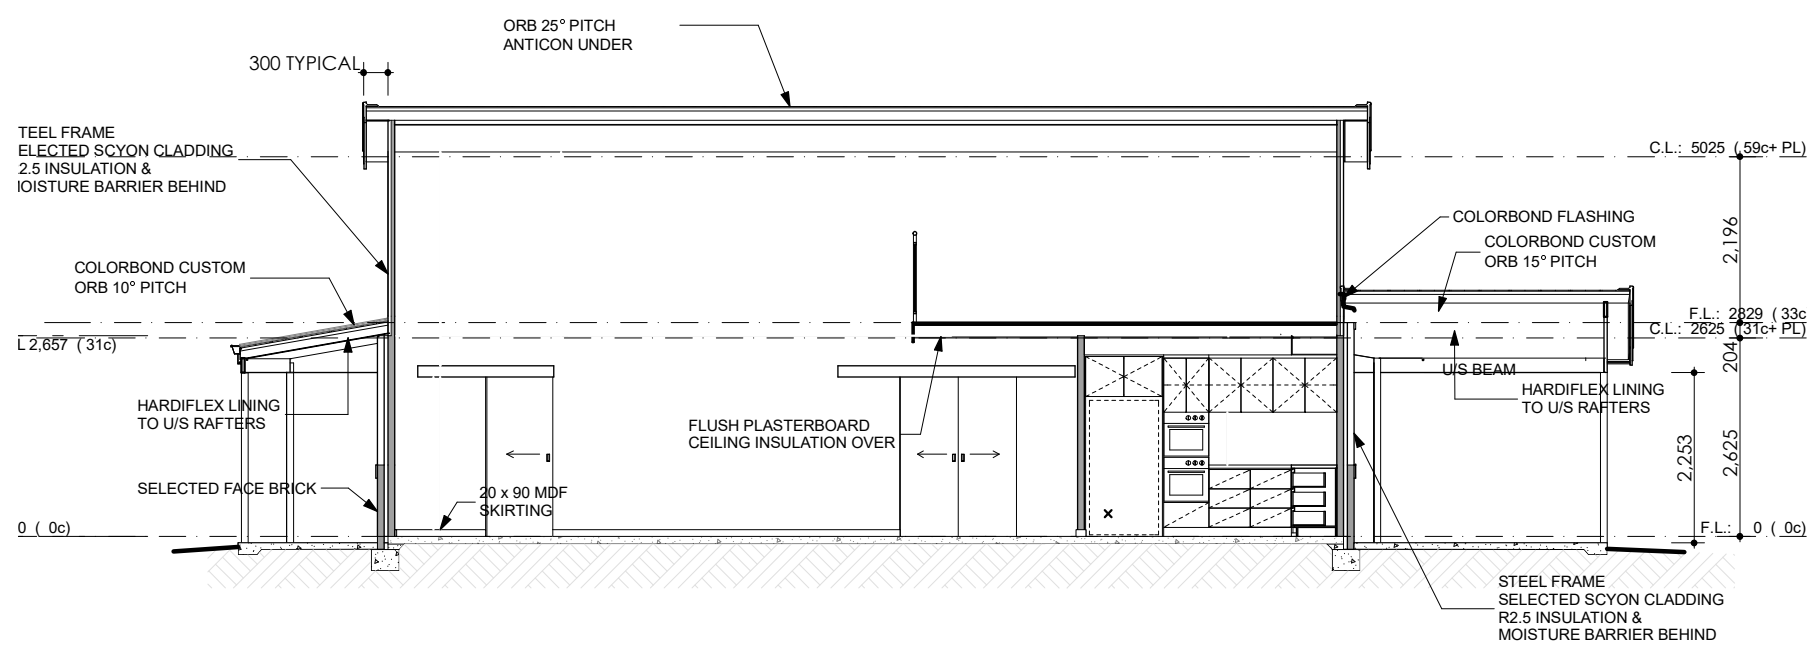 ORB 25° PITCH
ANTICON UNDER
300 TYPICAL
TEEL FRAME
ELECTED SCYON CLADDING
2.5 INSULATION &
IOISTURE BARRIER BEHIND
C.L.: 5025 ( 59c+ PL)
COLORBOND FLASHING
2,196
COLORBOND CUSTOM
ORB 15° PITCH
COLORBOND CUSTOM
ORB 10° PITCH
F.L.: 2829 ( 33c
C.L.: 2625 (31c+ PL)
L 2,657 ( 31c)
204
U/S BEAM
HARDIFLEX LINING
TO U/S RAFTERS
HARDIFLEX LINING
TO U/S RAFTERS
FLUSH PLASTERBOARD
CEILING INSULATION OVER
2,253
2,625
SELECTED FACE BRICK
20 x 90 MDF
SKIRTING
0 ( 0c)
F.L.: 0 ( 0c)
STEEL FRAME
SELECTED SCYON CLADDING
R2.5 INSULATION &
MOISTURE BARRIER BEHIND